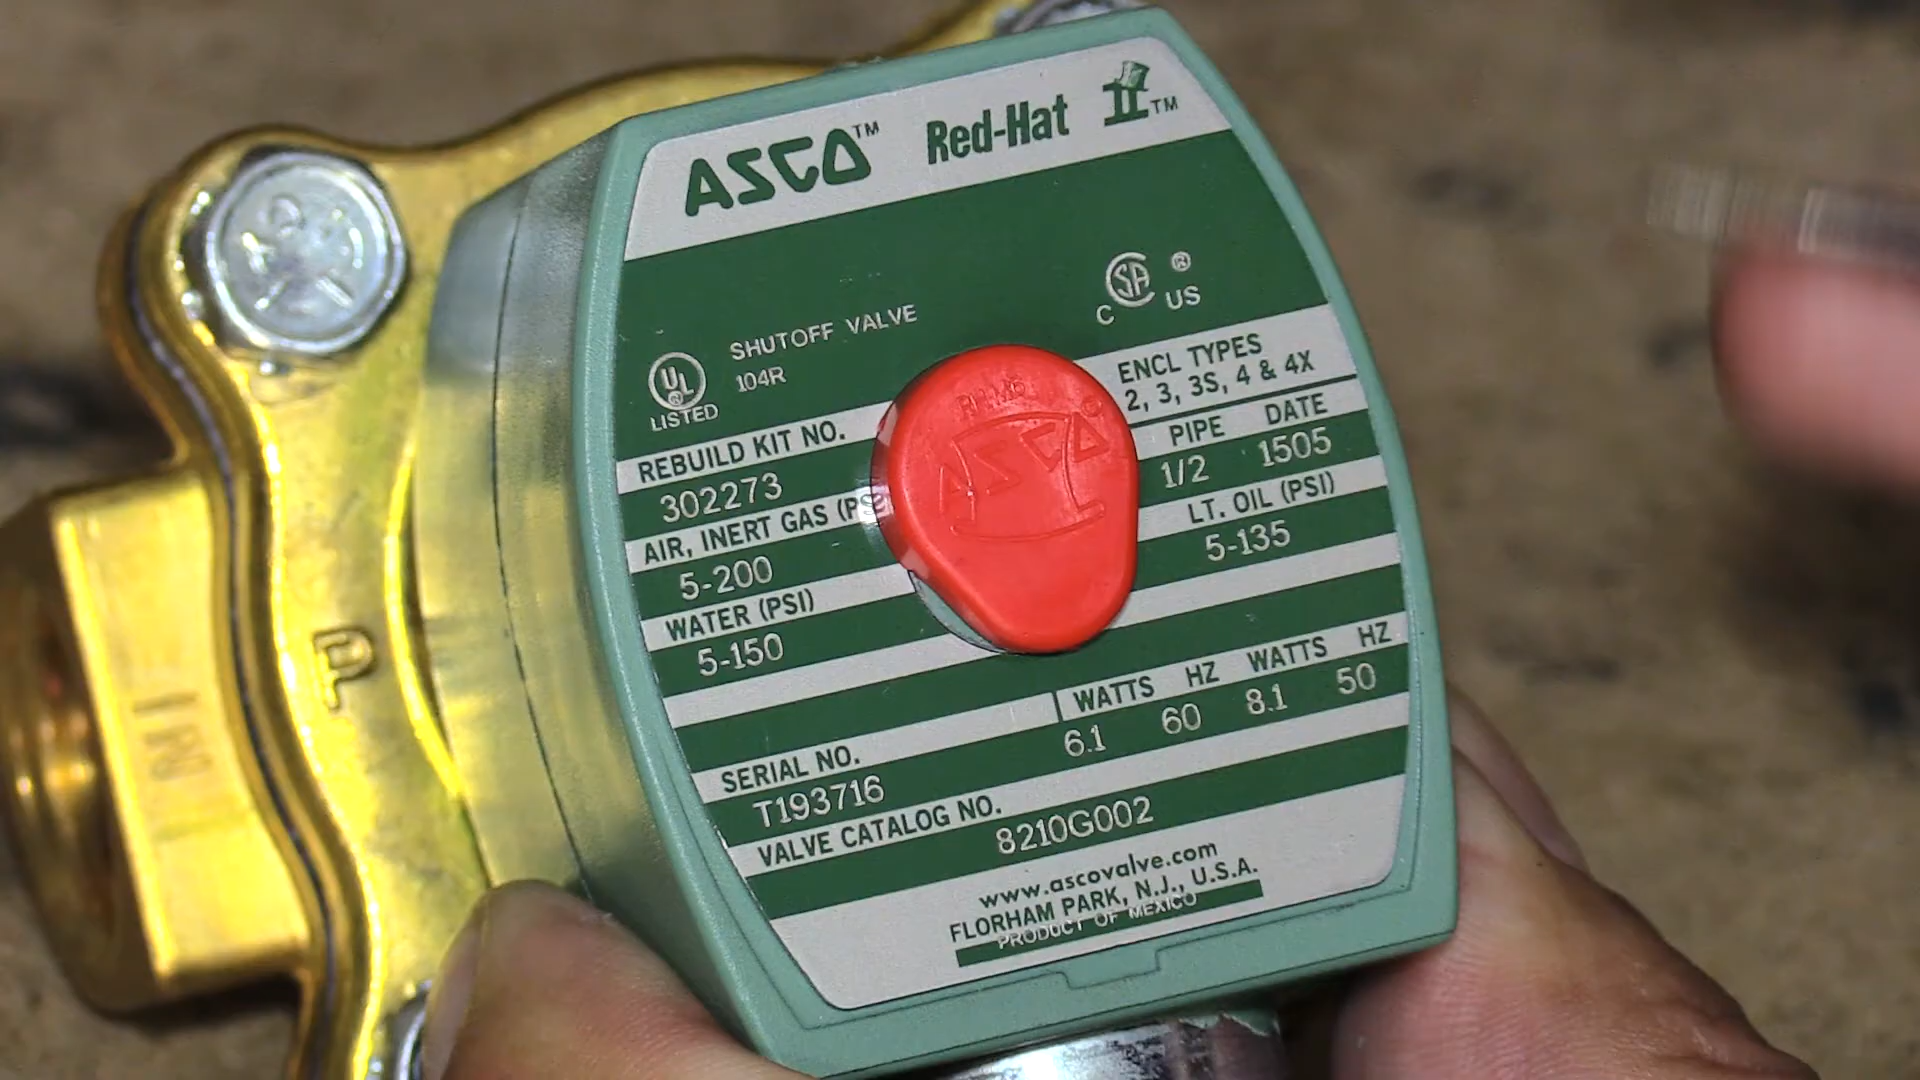 ASCO™ Red-Hat II™
C SA ® US
UL ® LISTED
SHUTOFF VALVE
104R
ENCL TYPES
2, 3, 3S, 4 & 4X
REBUILD KIT NO.
302273
PIPE DATE
1/2 1505
AIR, INERT GAS (PSI
5-200
LT. OIL (PSI)
5-135
WATER (PSI)
5-150
WATTS HZ WATTS HZ
6.1 60 8.1 50
SERIAL NO.
T193716
VALVE CATALOG NO.
8210G002
www.ascovalve.com
FLORHAM PARK, N.J., U.S.A.
PRODUCT OF MEXICO
ASCO
P